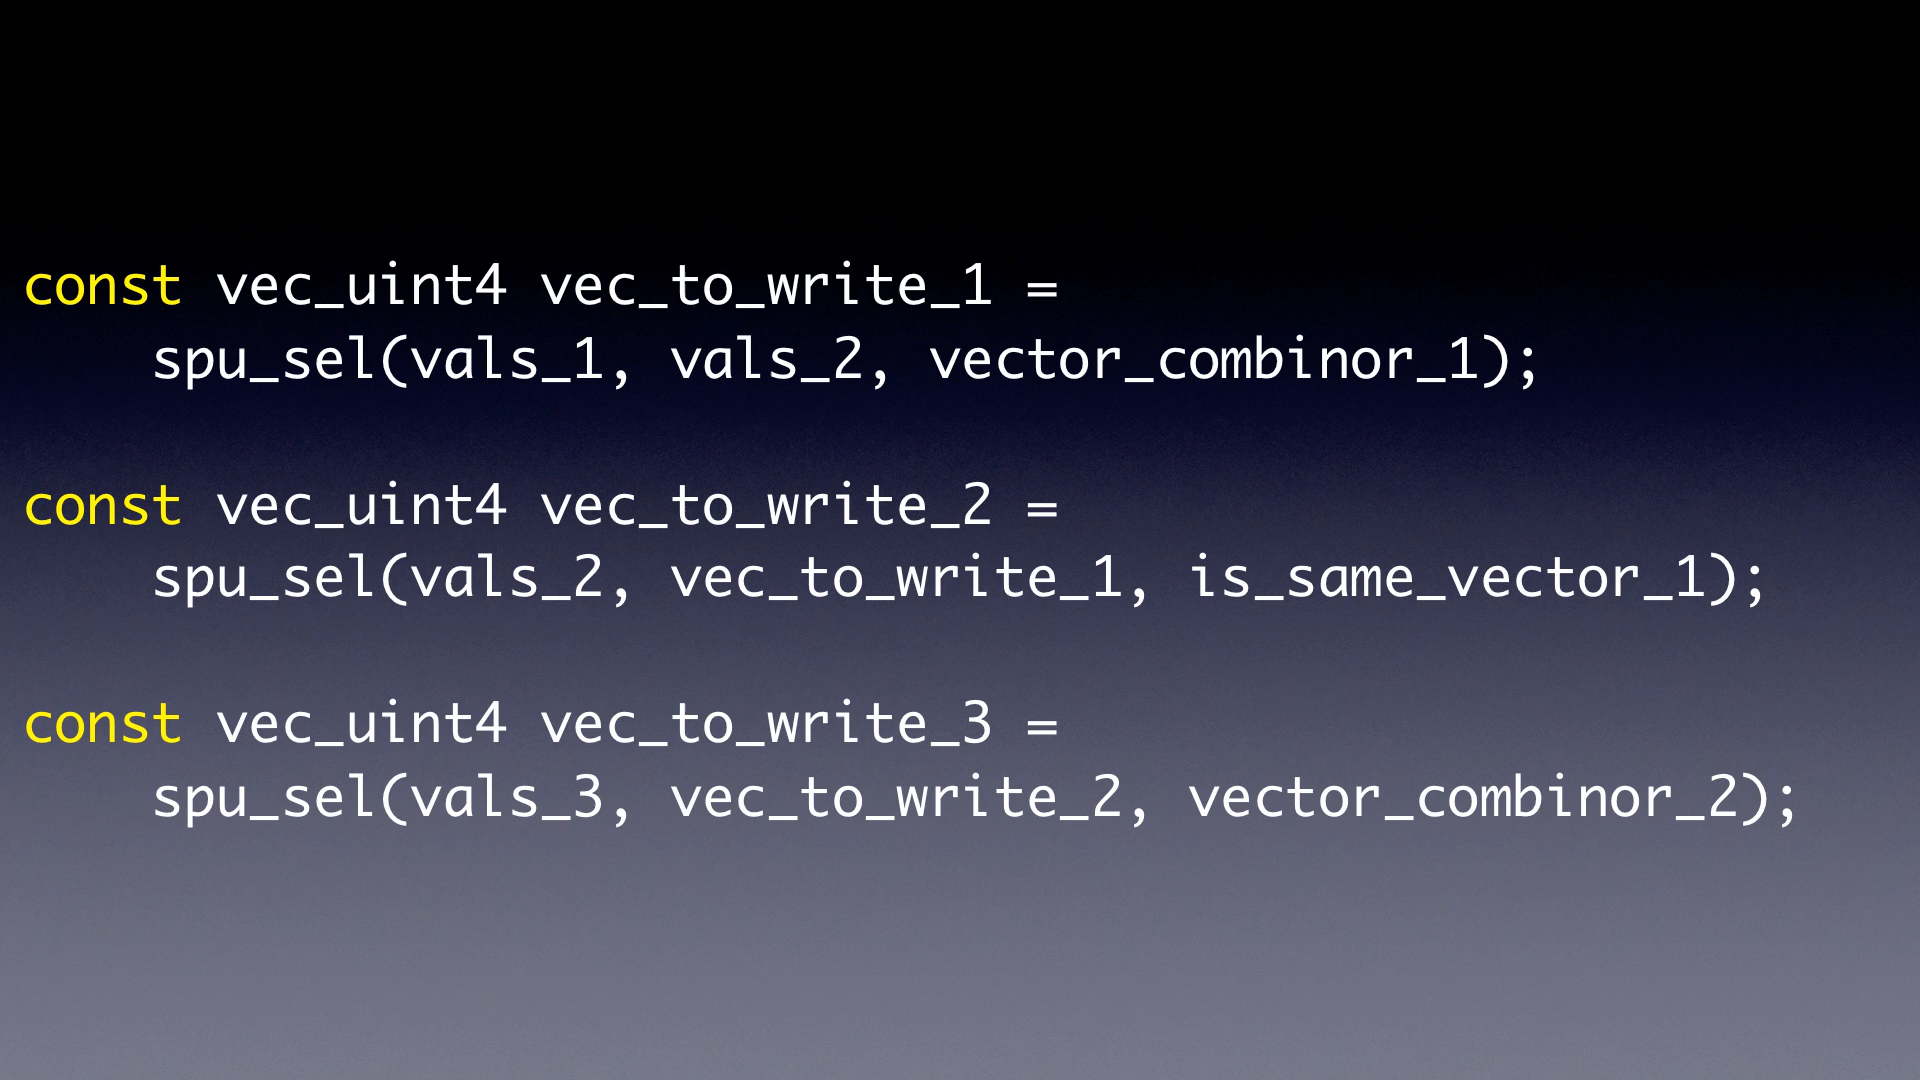 const vec_uint4 vec_to_write_1 =
    spu_sel(vals_1, vals_2, vector_combinor_1);
const vec_uint4 vec_to_write_2 =
    spu_sel(vals_2, vec_to_write_1, is_same_vector_1);
const vec_uint4 vec_to_write_3 =
    spu_sel(vals_3, vec_to_write_2, vector_combinor_2);